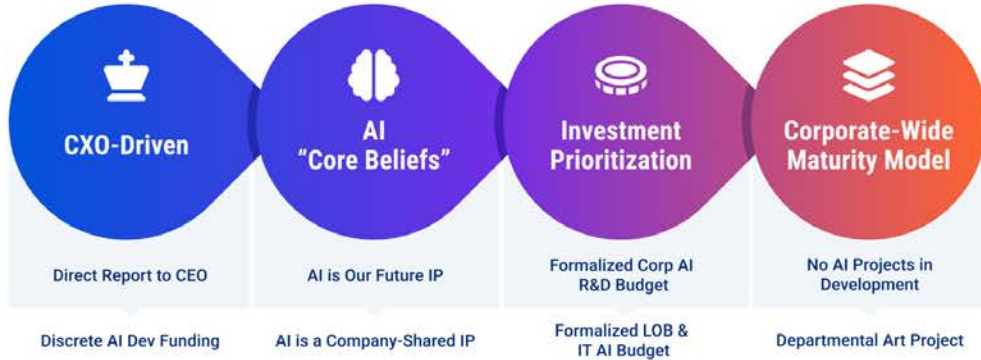 CXO-Driven
AI
“Core Beliefs”
Investment
Prioritization
Corporate-Wide
Maturity Model
Direct Report to CEO
AI is Our Future IP
Formalized Corp AI
R&D Budget
No AI Projects in
Development
Discrete AI Dev Funding
AI is a Company-Shared IP
Formalized LOB &
IT AI Budget
Departmental Art Project